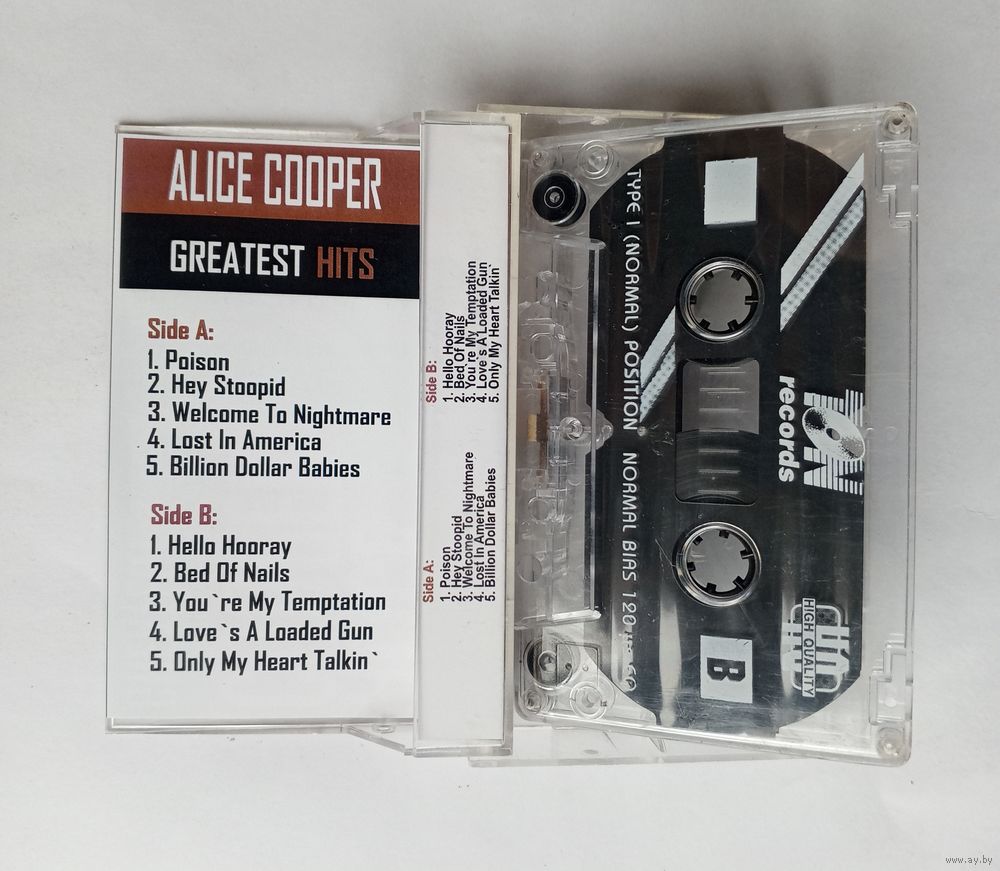 ALICE COOPER
GREATEST HITS
Side A:
1. Poison
2. Hey Stoopid
3. Welcome To Nightmare
4. Lost In America
5. Billion Dollar Babies
Side B:
1. Hello Hooray
2. Bed Of Nails
3. You`re My Temptation
4. Love`s A Loaded Gun
5. Only My Heart Talkin`
Side A:
1. Poison
2. Hey Stoopid
3. Welcome To Nightmare
4. Lost In America
5. Billion Dollar Babies
Side B:
1. Hello Hooray
2. Bed Of Nails
3. You`re My Temptation
4. Love`s A Loaded Gun
5. Only My Heart Talkin`
TYPE I (NORMAL) POSITION NORMAL BIAS 120
records
HIGH QUALITY
B
www.ay.by